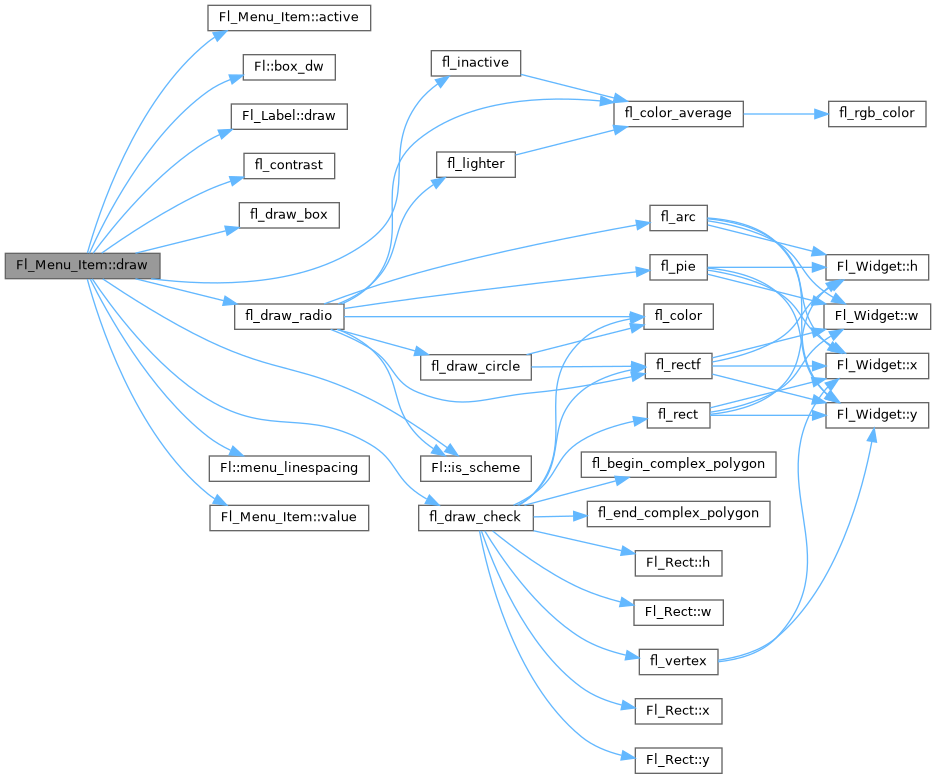 Fl_Menu_Item::draw
Fl_Menu_Item::active
Fl::box_dw
Fl_Label::draw
fl_contrast
fl_draw_box
fl_draw_radio
Fl::menu_linespacing
Fl_Menu_Item::value
fl_inactive
fl_lighter
fl_draw_circle
Fl::is_scheme
fl_draw_check
fl_color_average
fl_arc
fl_pie
fl_color
fl_rectf
fl_rect
fl_begin_complex_polygon
fl_end_complex_polygon
Fl_Rect::h
Fl_Rect::w
fl_vertex
Fl_Rect::x
Fl_Rect::y
fl_rgb_color
Fl_Widget::h
Fl_Widget::w
Fl_Widget::x
Fl_Widget::y